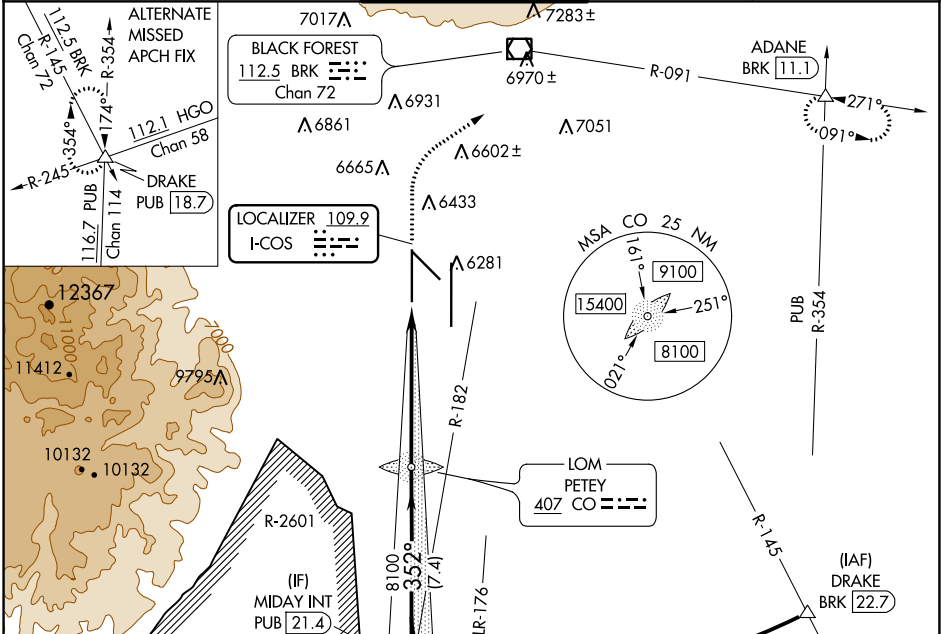 ALTERNATE
MISSED
APCH FIX
112.5 BRK
R-145
Chan 72
R-354
174°
354°
112.1 HGO
Chan 58
R-245
DRAKE
PUB 18.7
116.7 PUB
Chan 114
7017
7283±
BLACK FOREST
112.5 BRK
Chan 72
6970±
R-091
ADANE
BRK 11.1
271°
091°
6931
6861
7051
6602±
6665
6433
LOCALIZER 109.9
I-COS
6281
MSA CO 25 NM
161°
9100
15400
251°
8100
021°
PUB
R-354
12367
11000
7000
11412
9795
10132
10132
R-182
LOM
PETEY
407 CO
R-2601
R-145
8100
352°
(7.4)
LR-176
(IF)
MIDAY INT
PUB 21.4
(IAF)
DRAKE
BRK 22.7